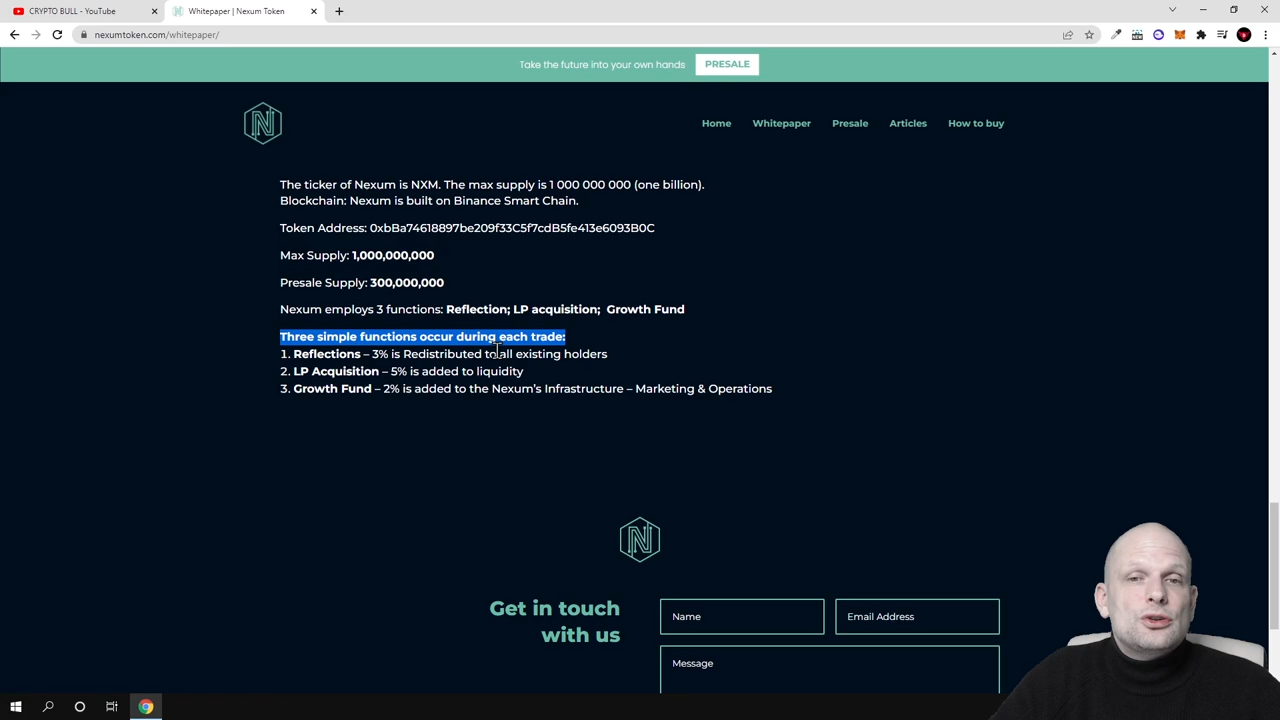 CRYPTO BULL - YouTube
Whitepaper | Nexum Token
nexumtoken.com/whitepaper/
Take the future into your own hands
PRESALE
N
Home
Whitepaper
Presale
Articles
How to buy
The ticker of Nexum is NXM. The max supply is 1 000 000 000 (one billion).
Blockchain: Nexum is built on Binance Smart Chain.
Token Address: 0xbBa74618897be209f33C5f7cdB5fe413e6093B0C
Max Supply: 1,000,000,000
Presale Supply: 300,000,000
Nexum employs 3 functions: Reflection; LP acquisition;  Growth Fund
Three simple functions occur during each trade:
1. Reflections – 3% is Redistributed to all existing holders
2. LP Acquisition – 5% is added to liquidity
3. Growth Fund – 2% is added to the Nexum's Infrastructure – Marketing & Operations
N
Get in touch
with us
Name
Email Address
Message